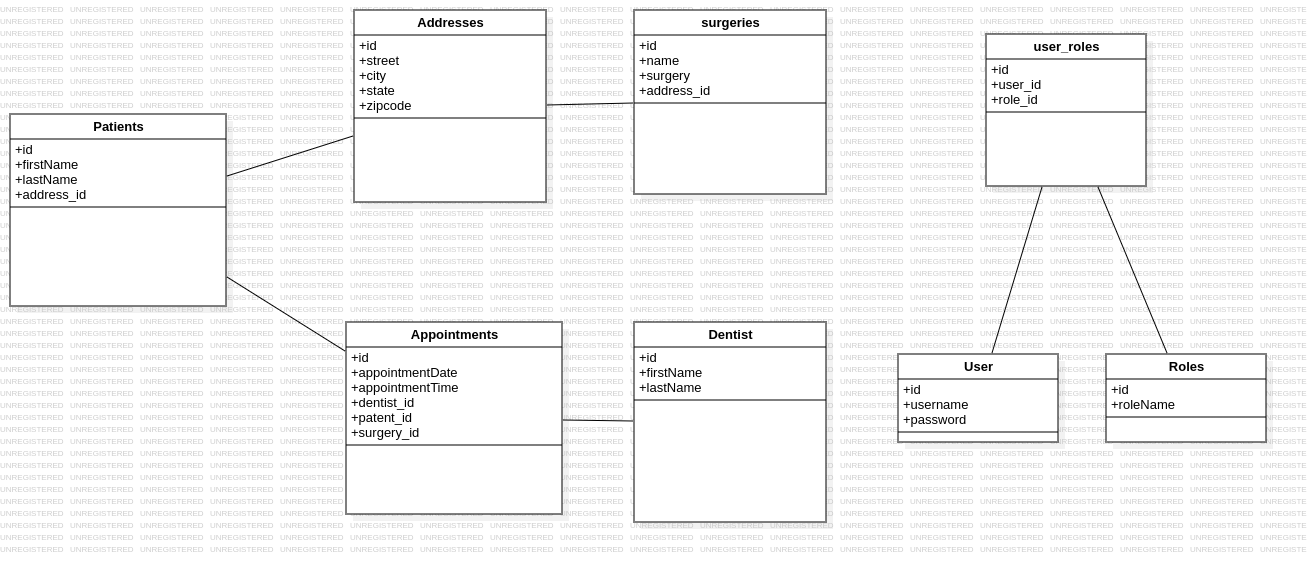 Addresses
+id
+street
+city
+state
+zipcode
surgeries
+id
+name
+surgery
+address_id
user_roles
+id
+user_id
+role_id
Patients
+id
+firstName
+lastName
+address_id
Appointments
+id
+appointmentDate
+appointmentTime
+dentist_id
+patent_id
+surgery_id
Dentist
+id
+firstName
+lastName
User
+id
+username
+password
Roles
+id
+roleName
UNREGISTERED